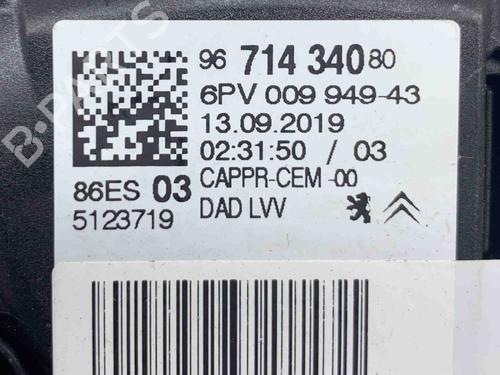 96 714 340 80
6PV 009 949-43
13.09.2019
02:31:50 / 03
86ES 03 CAPPR-CEM -00
5123719 DAD LVV
B-PARTS